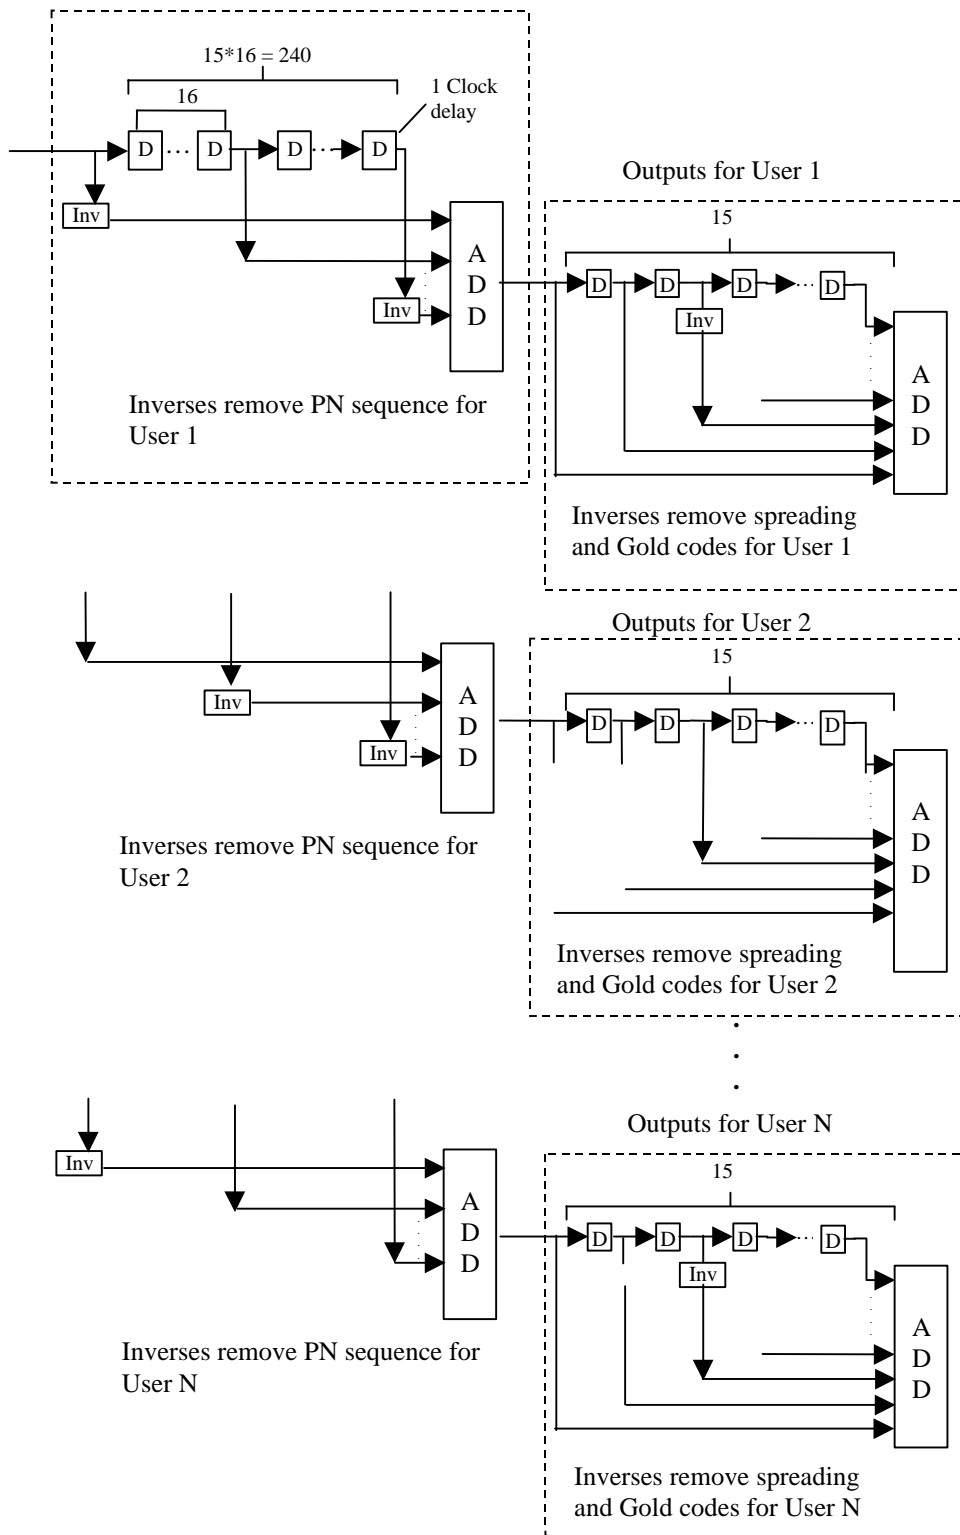 15*16 = 240
16
1 Clock
delay
D ... D D ... D
Inv
A
D
D
Inv
Inverses remove PN sequence for
User 1
Outputs for User 1
15
D D D ... D
Inv
A
D
D
Inverses remove spreading
and Gold codes for User 1
Inv
Inv
A
D
D
Inverses remove PN sequence for
User 2
Outputs for User 2
15
D D D ... D
A
D
D
Inverses remove spreading
and Gold codes for User 2
Inv
A
D
D
Inverses remove PN sequence for
User N
Outputs for User N
15
D D D ... D
Inv
A
D
D
Inverses remove spreading
and Gold codes for User N